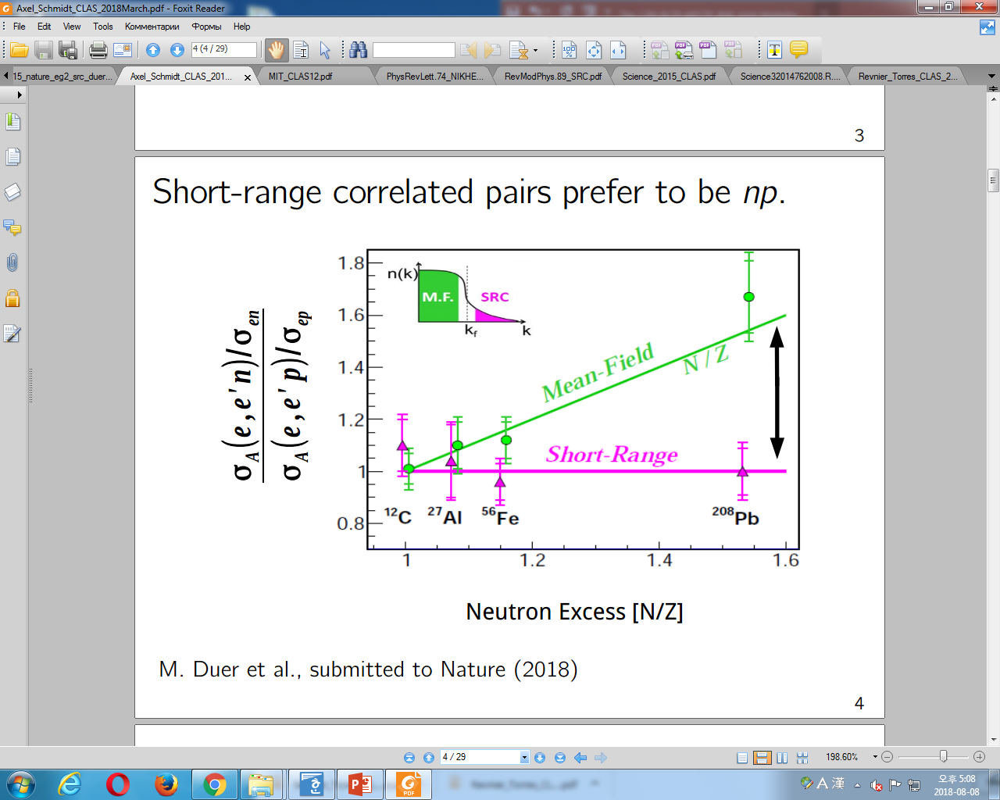 Axel_Schmidt_CLAS_2018March.pdf - Foxit Reader
File Edit View Tools Комментарии Формы Help
4 (4 / 29)
15_nature_eg2_src_duer... Axel_Schmidt_CLAS_201... MIT_CLAS12.pdf PhysRevLett.74_NIKHE... RevModPhys.89_SRC.pdf Science_2015_CLAS.pdf Science32014762008.R.... Revnier_Torres_CLAS_2...
3
Short-range correlated pairs prefer to be np.
σA(e,e'n)/σen
σA(e,e'p)/σep
1.8
1.6
1.4
1.2
1
0.8
n(k)
M.F.
SRC
kf
k
Mean-Field
N / Z
Short-Range
12C 27Al 56Fe 208Pb
1 1.2 1.4 1.6
Neutron Excess [N/Z]
M. Duer et al., submitted to Nature (2018)
4
4 / 29
198.60%
A 漢
오후 5:08
2018-08-08